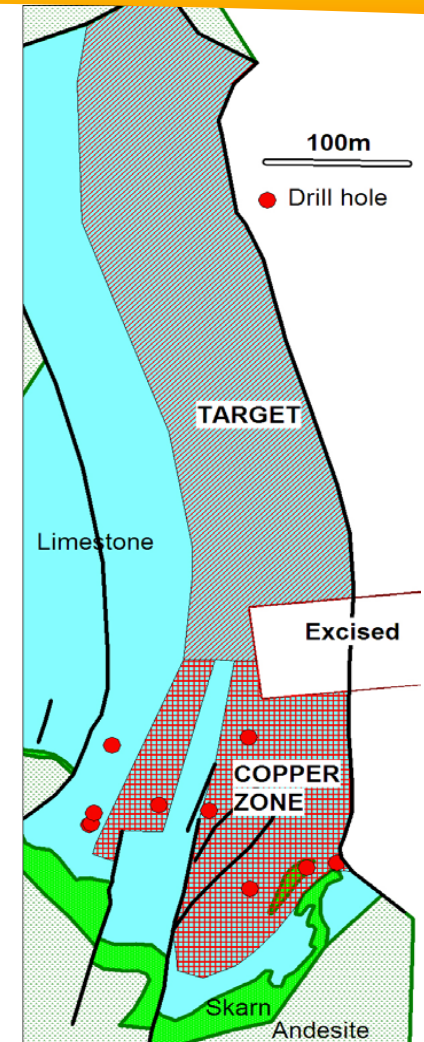 100m
Drill hole
TARGET
Limestone
Excised
COPPER
ZONE
Skarn
Andesite